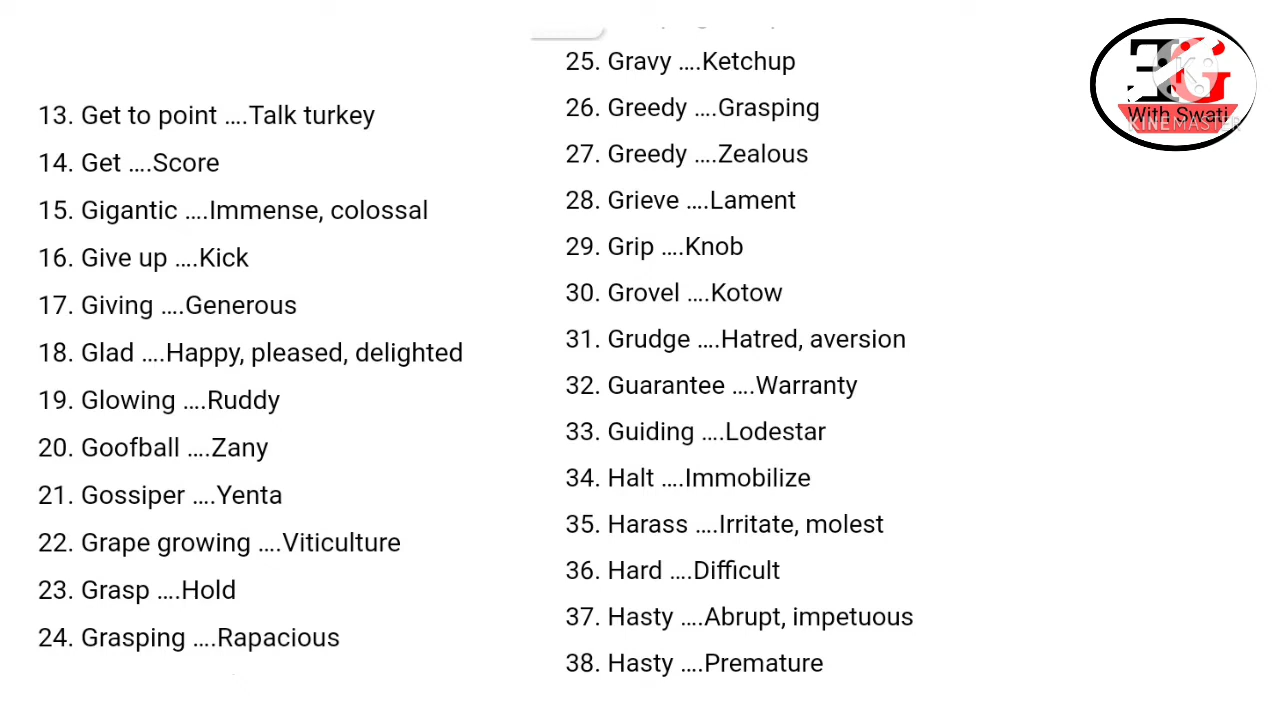 13. Get to point ....Talk turkey
14. Get ....Score
15. Gigantic ....Immense, colossal
16. Give up ....Kick
17. Giving ....Generous
18. Glad ....Happy, pleased, delighted
19. Glowing ....Ruddy
20. Goofball ....Zany
21. Gossiper ....Yenta
22. Grape growing ....Viticulture
23. Grasp ....Hold
24. Grasping ....Rapacious
25. Gravy ....Ketchup
26. Greedy ....Grasping
27. Greedy ....Zealous
28. Grieve ....Lament
29. Grip ....Knob
30. Grovel ....Kotow
31. Grudge ....Hatred, aversion
32. Guarantee ....Warranty
33. Guiding ....Lodestar
34. Halt ....Immobilize
35. Harass ....Irritate, molest
36. Hard ....Difficult
37. Hasty ....Abrupt, impetuous
38. Hasty ....Premature
With Swati
KINEMASTER